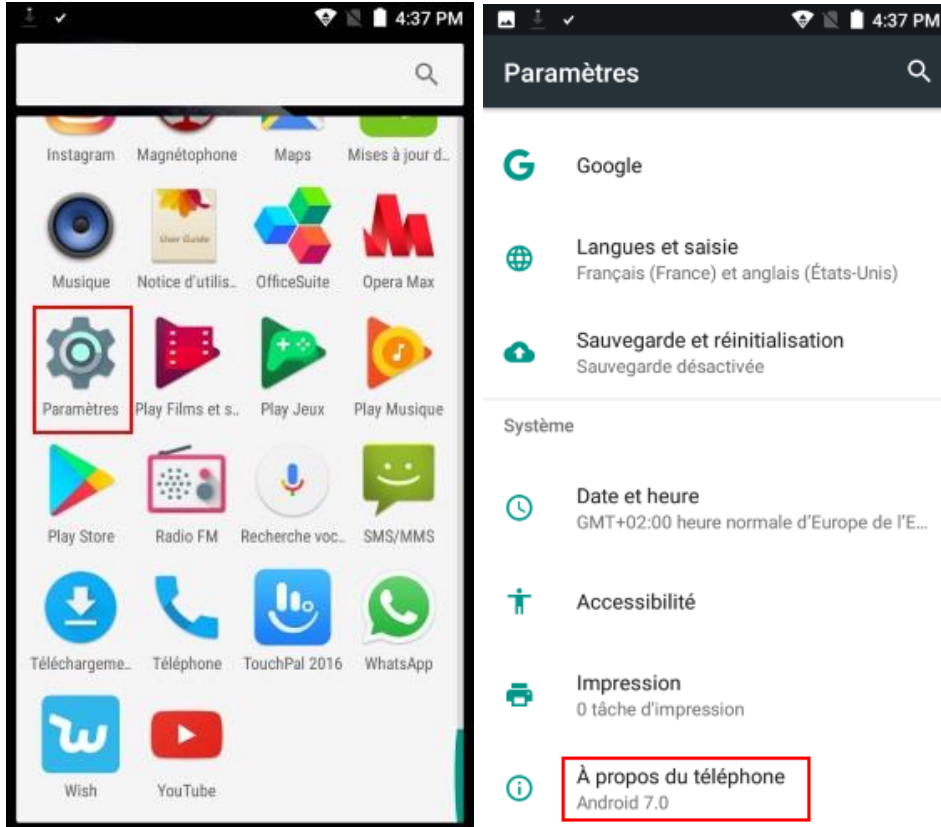 4:37 PM
Instagram
Magnétophone
Maps
Mises à jour d..
User Guide
Musique
Notice d'utilis..
OfficeSuite
Opera Max
Paramètres
Play Films et s..
Play Jeux
Play Musique
Play Store
Radio FM
Recherche voc..
SMS/MMS
Téléchargeme..
Téléphone
TouchPal 2016
WhatsApp
Wish
YouTube
4:37 PM
Paramètres
Google
Langues et saisie
Français (France) et anglais (États-Unis)
Sauvegarde et réinitialisation
Sauvegarde désactivée
Système
Date et heure
GMT+02:00 heure normale d'Europe de l'E...
Accessibilité
Impression
0 tâche d'impression
À propos du téléphone
Android 7.0